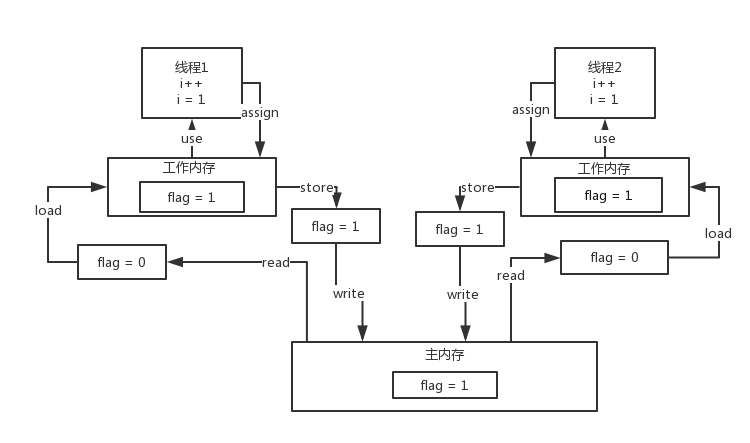 线程1
i++
i = 1
线程2
i++
i = 1
assign
assign
use
use
工作内存
flag = 1
工作内存
flag = 1
store
store
load
load
flag = 1
flag = 1
flag = 0
read
read
flag = 0
write
write
主内存
flag = 1